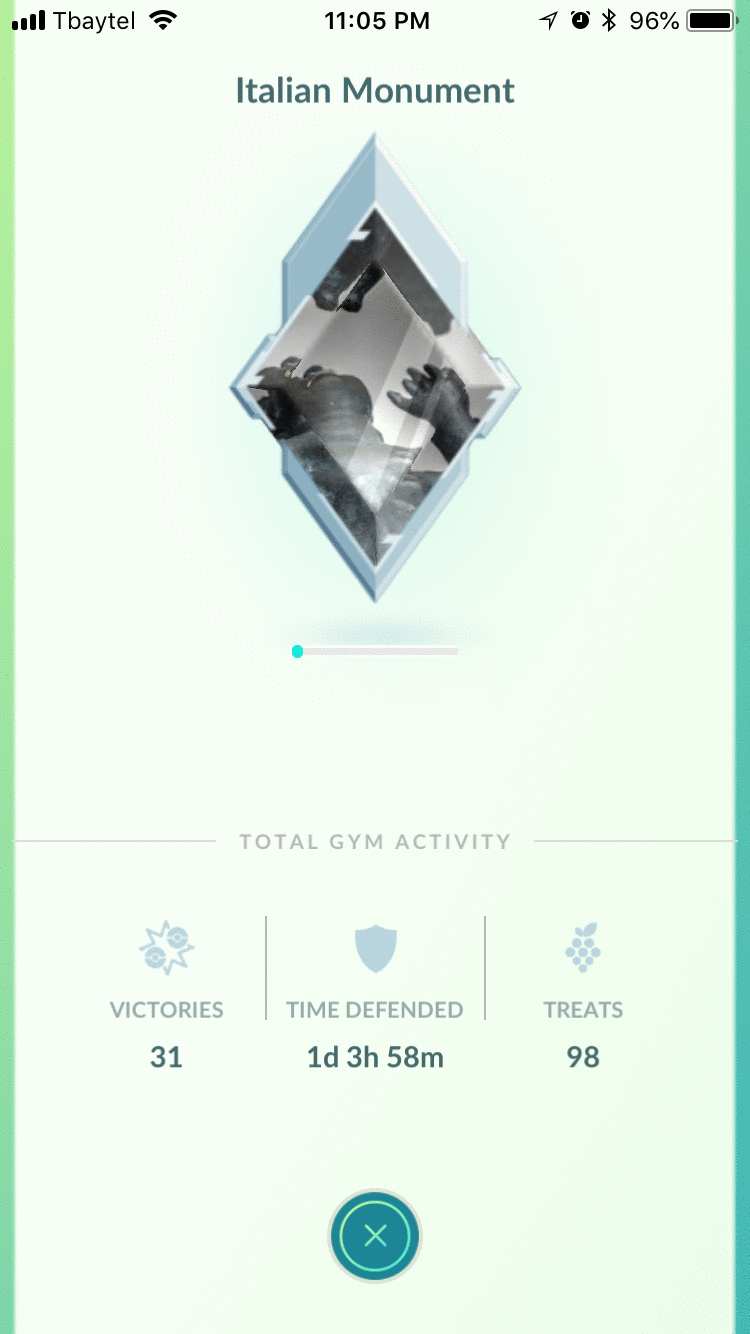 Tbaytel 11:05 PM 96%
Italian Monument
TOTAL GYM ACTIVITY
VICTORIES TIME DEFENDED TREATS
31 1d 3h 58m 98